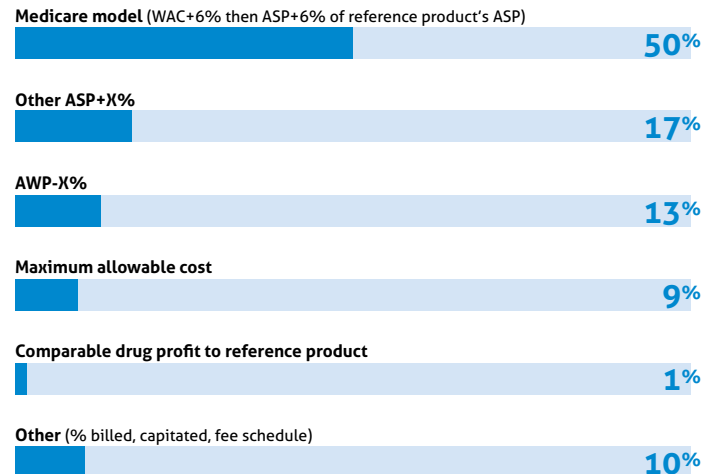 Medicare model (WAC+6% then ASP+6% of reference product's ASP)
50%
Other ASP+X%
17%
AWP-X%
13%
Maximum allowable cost
9%
Comparable drug profit to reference product
1%
Other (% billed, capitated, fee schedule)
10%